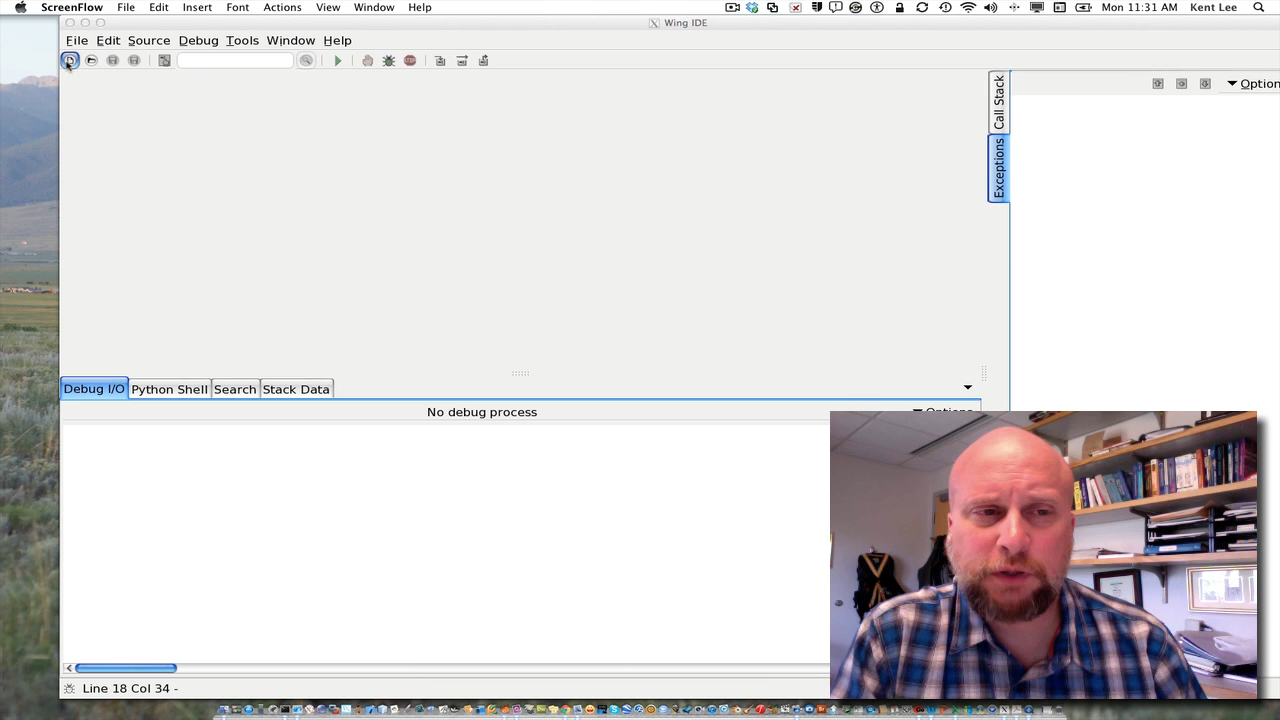 ScreenFlow File Edit Insert Font Actions View Window Help Mon 11:31 AM Kent Lee
Wing IDE
File Edit Source Debug Tools Window Help
Call Stack
Exceptions
Option
Debug I/O Python Shell Search Stack Data
No debug process
Options
Line 18 Col 34 -